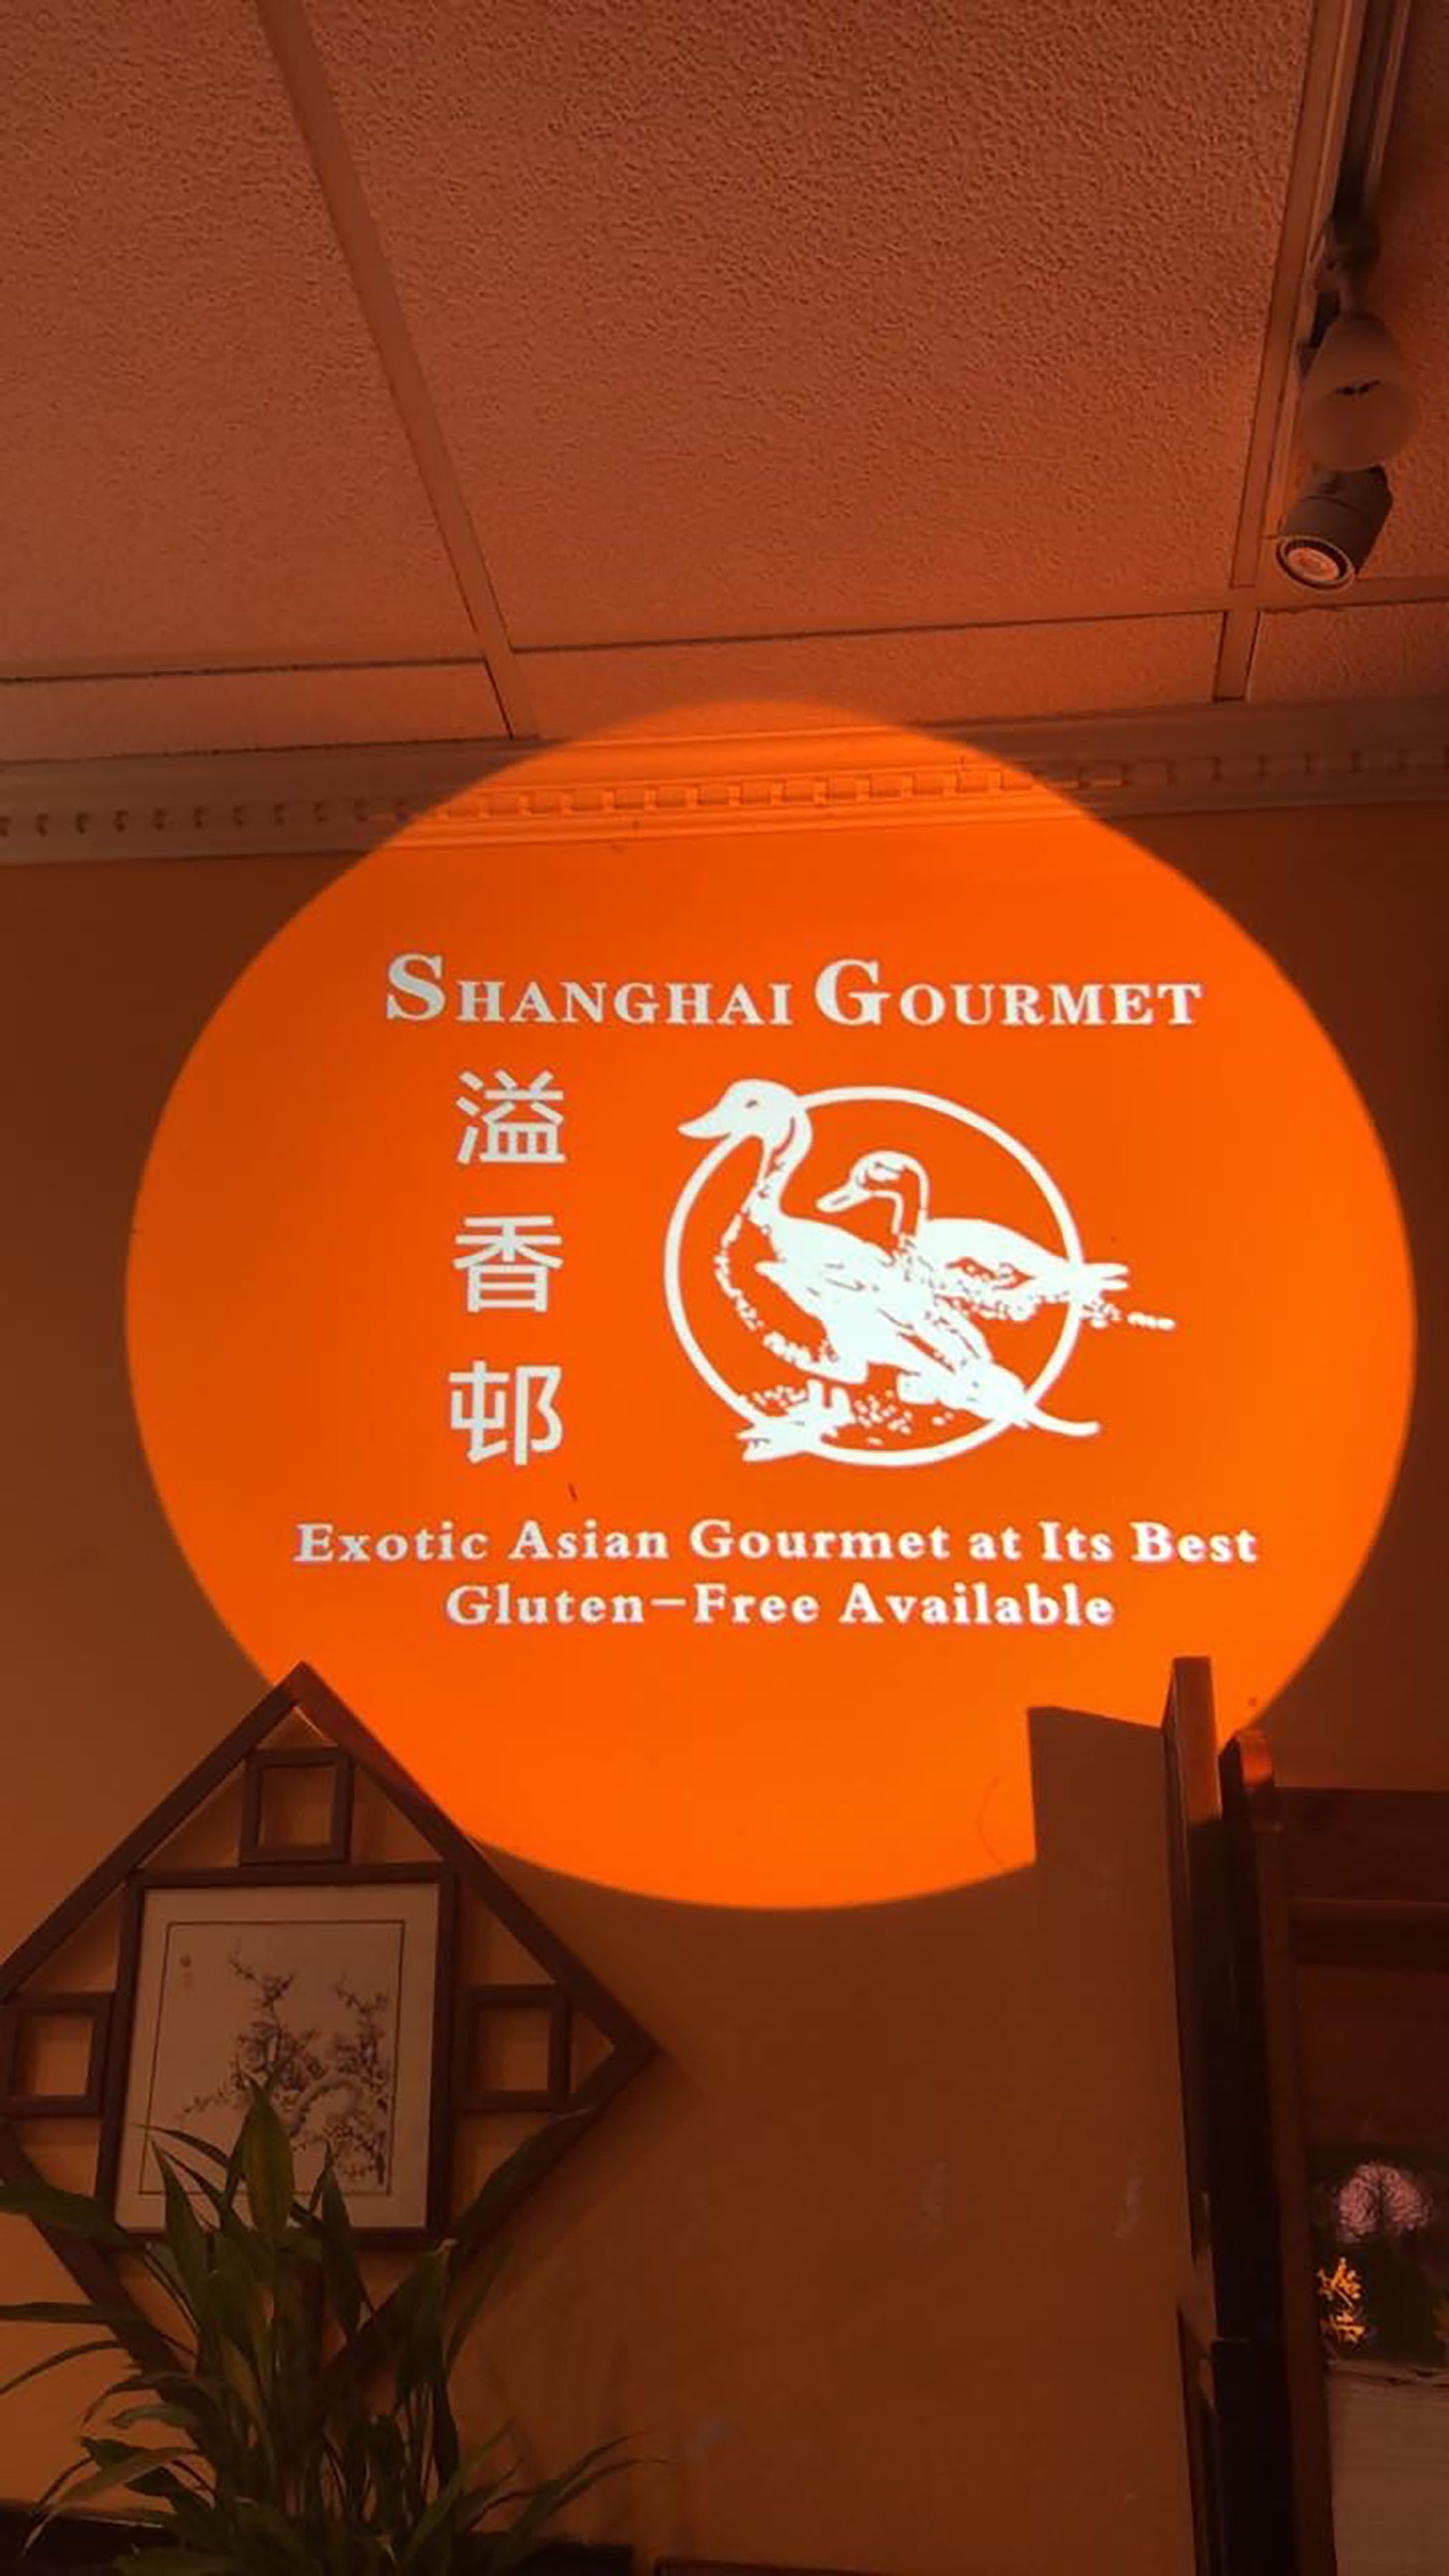 SHANGHAI GOURMET
溢香邨
Exotic Asian Gourmet at Its Best
Gluten-Free Available